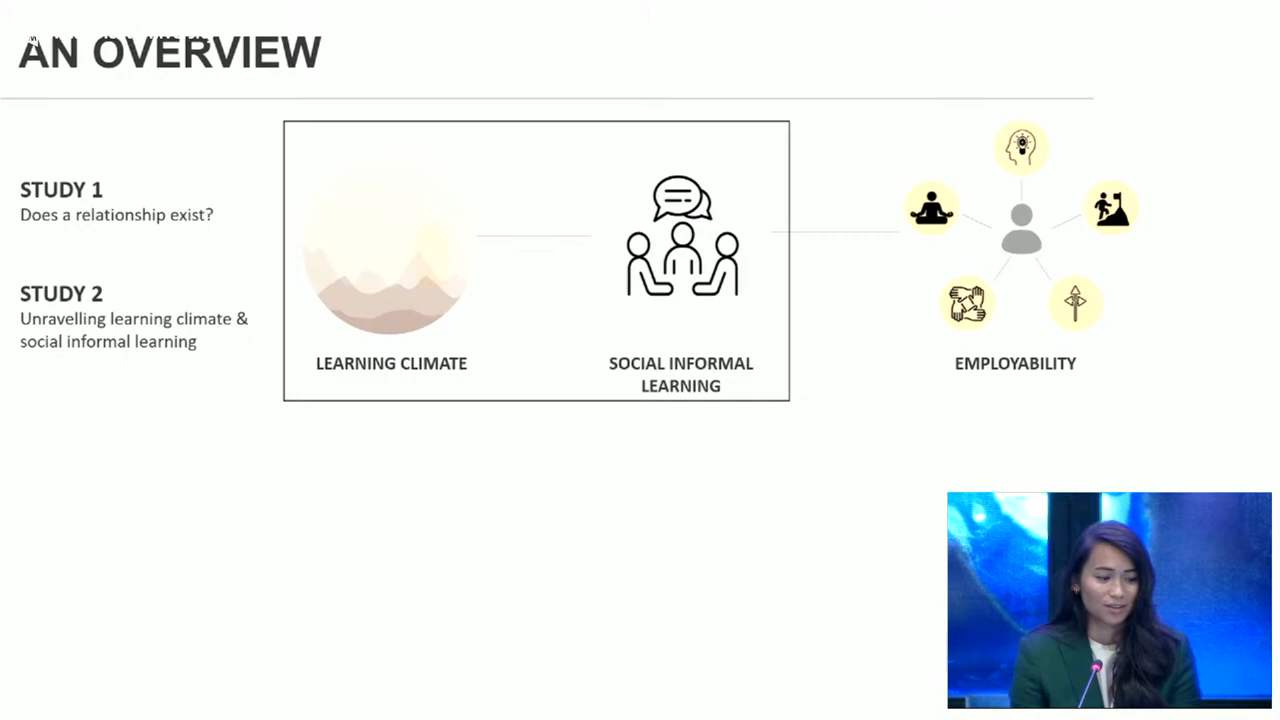 AN OVERVIEW
STUDY 1
Does a relationship exist?
STUDY 2
Unravelling learning climate &
social informal learning
LEARNING CLIMATE
SOCIAL INFORMAL
LEARNING
EMPLOYABILITY